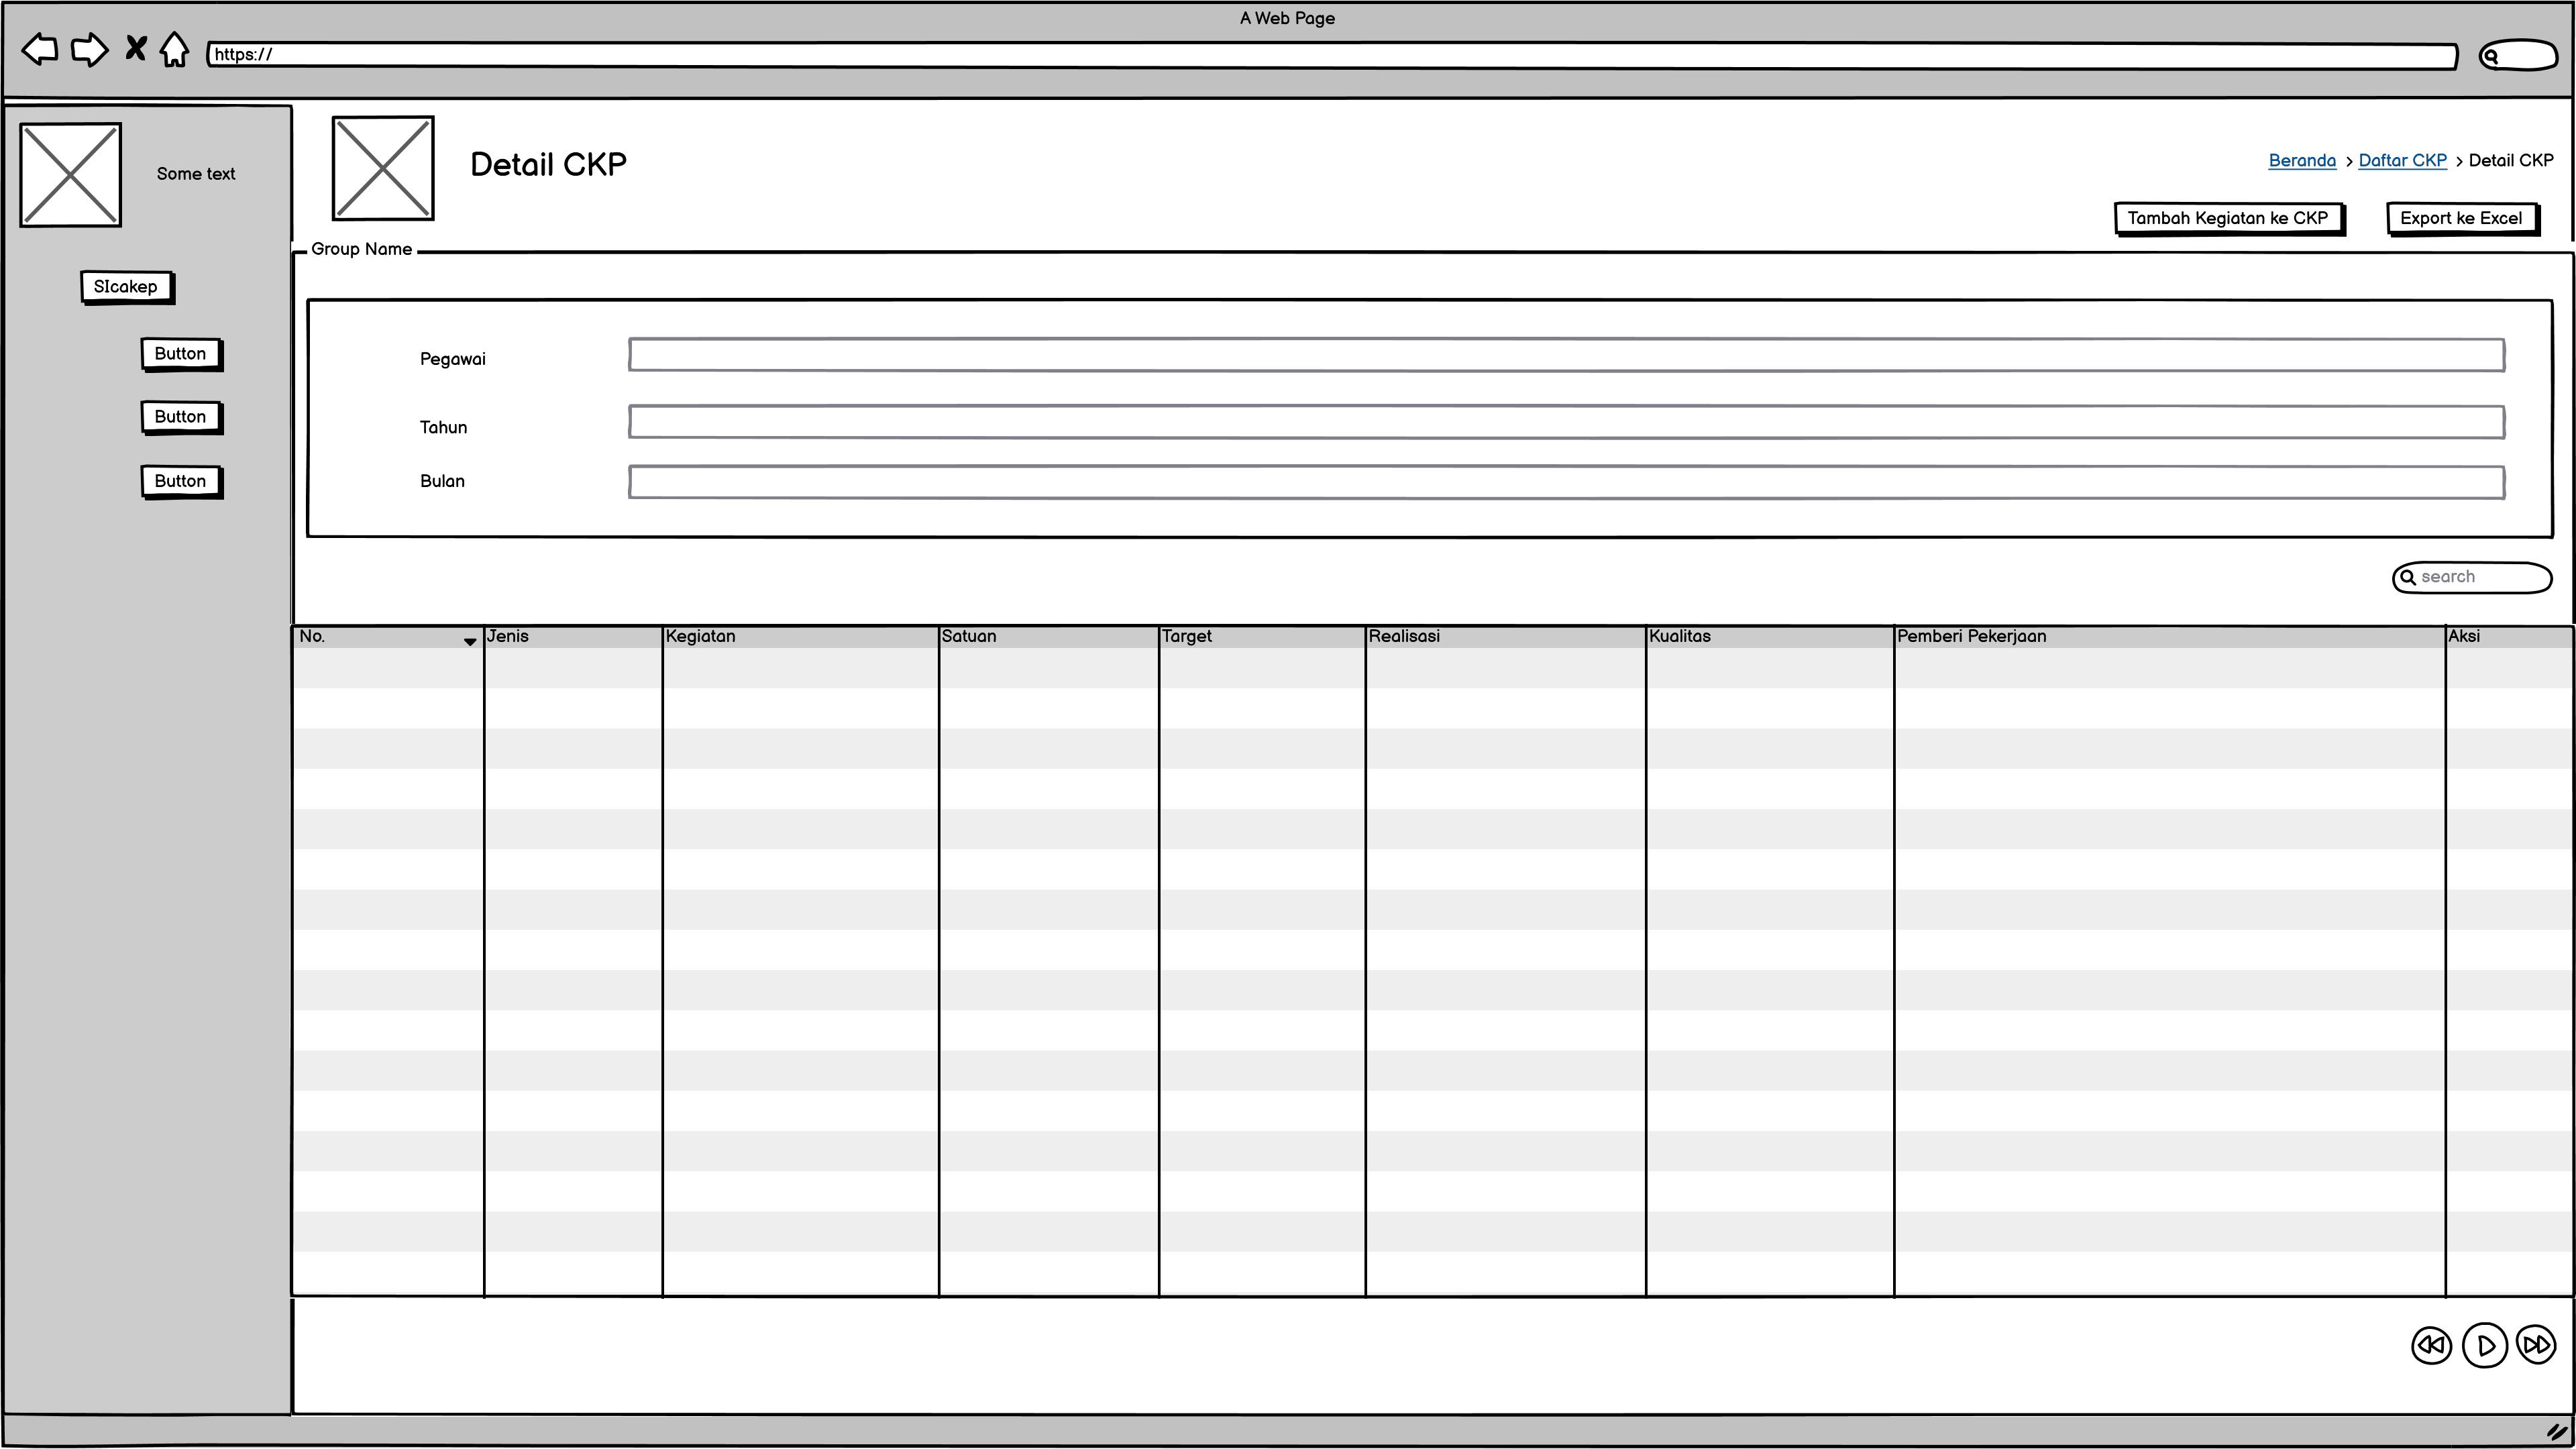 A Web Page
https://
Some text
SIcakep
Button
Button
Button
Detail CKP
Beranda > Daftar CKP > Detail CKP
Tambah Kegiatan ke CKP
Export ke Excel
Group Name
Pegawai
Tahun
Bulan
search
No. Jenis Kegiatan Satuan Target Realisasi Kualitas Pemberi Pekerjaan Aksi